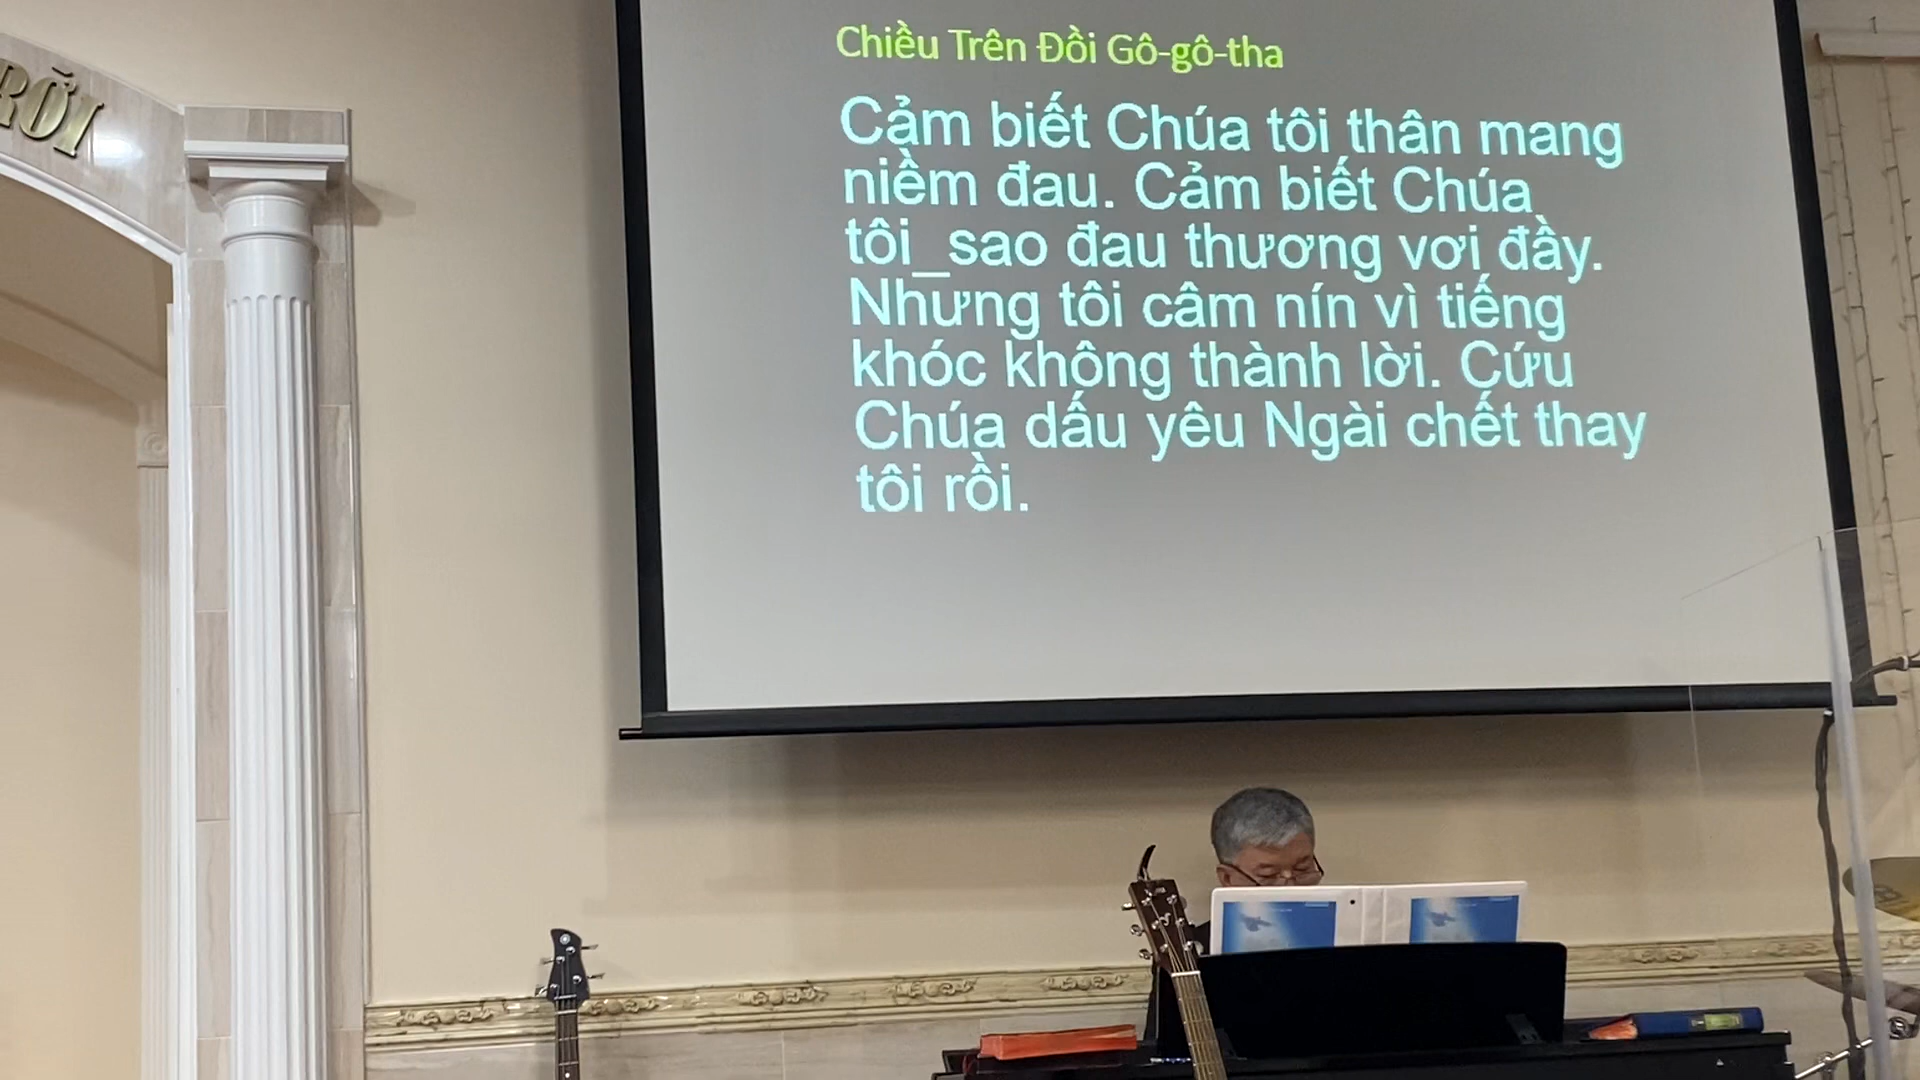 Chiều Trên Đồi Gô-gô-tha
Cảm biết Chúa tôi thân mang
niềm đau. Cảm biết Chúa
tôi_sao đau thương vơi đầy.
Nhưng tôi câm nín vì tiếng
khóc không thành lời. Cứu
Chúa dấu yêu Ngài chết thay
tôi rồi.